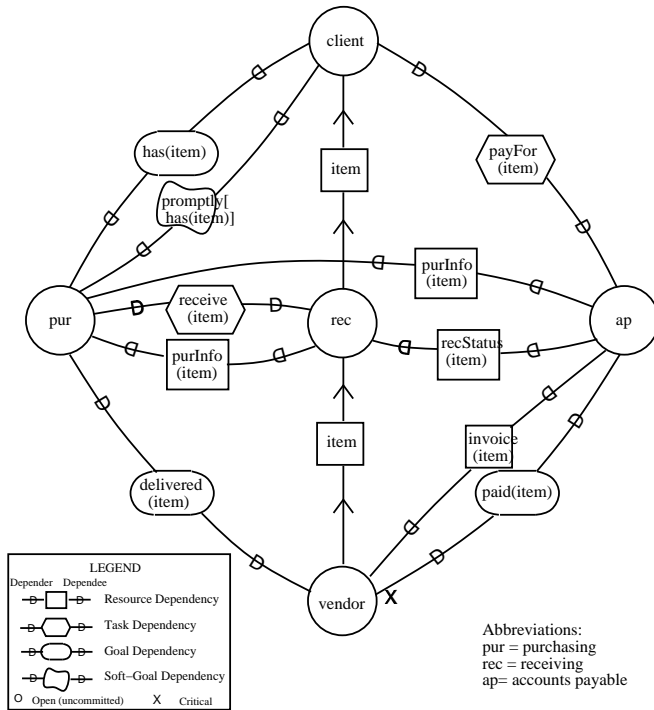 client
has(item)
promptly[
has(item)]
item
payFor
(item)
purInfo
(item)
pur
receive
(item)
rec
ap
purInfo
(item)
recStatus
(item)
item
invoice
(item)
delivered
(item)
paid(item)
vendor
X
LEGEND
Depender Dependee
D D Resource Dependency
D D Task Dependency
D D Goal Dependency
D D Soft-Goal Dependency
O Open (uncommitted) X Critical
Abbreviations:
pur = purchasing
rec = receiving
ap= accounts payable